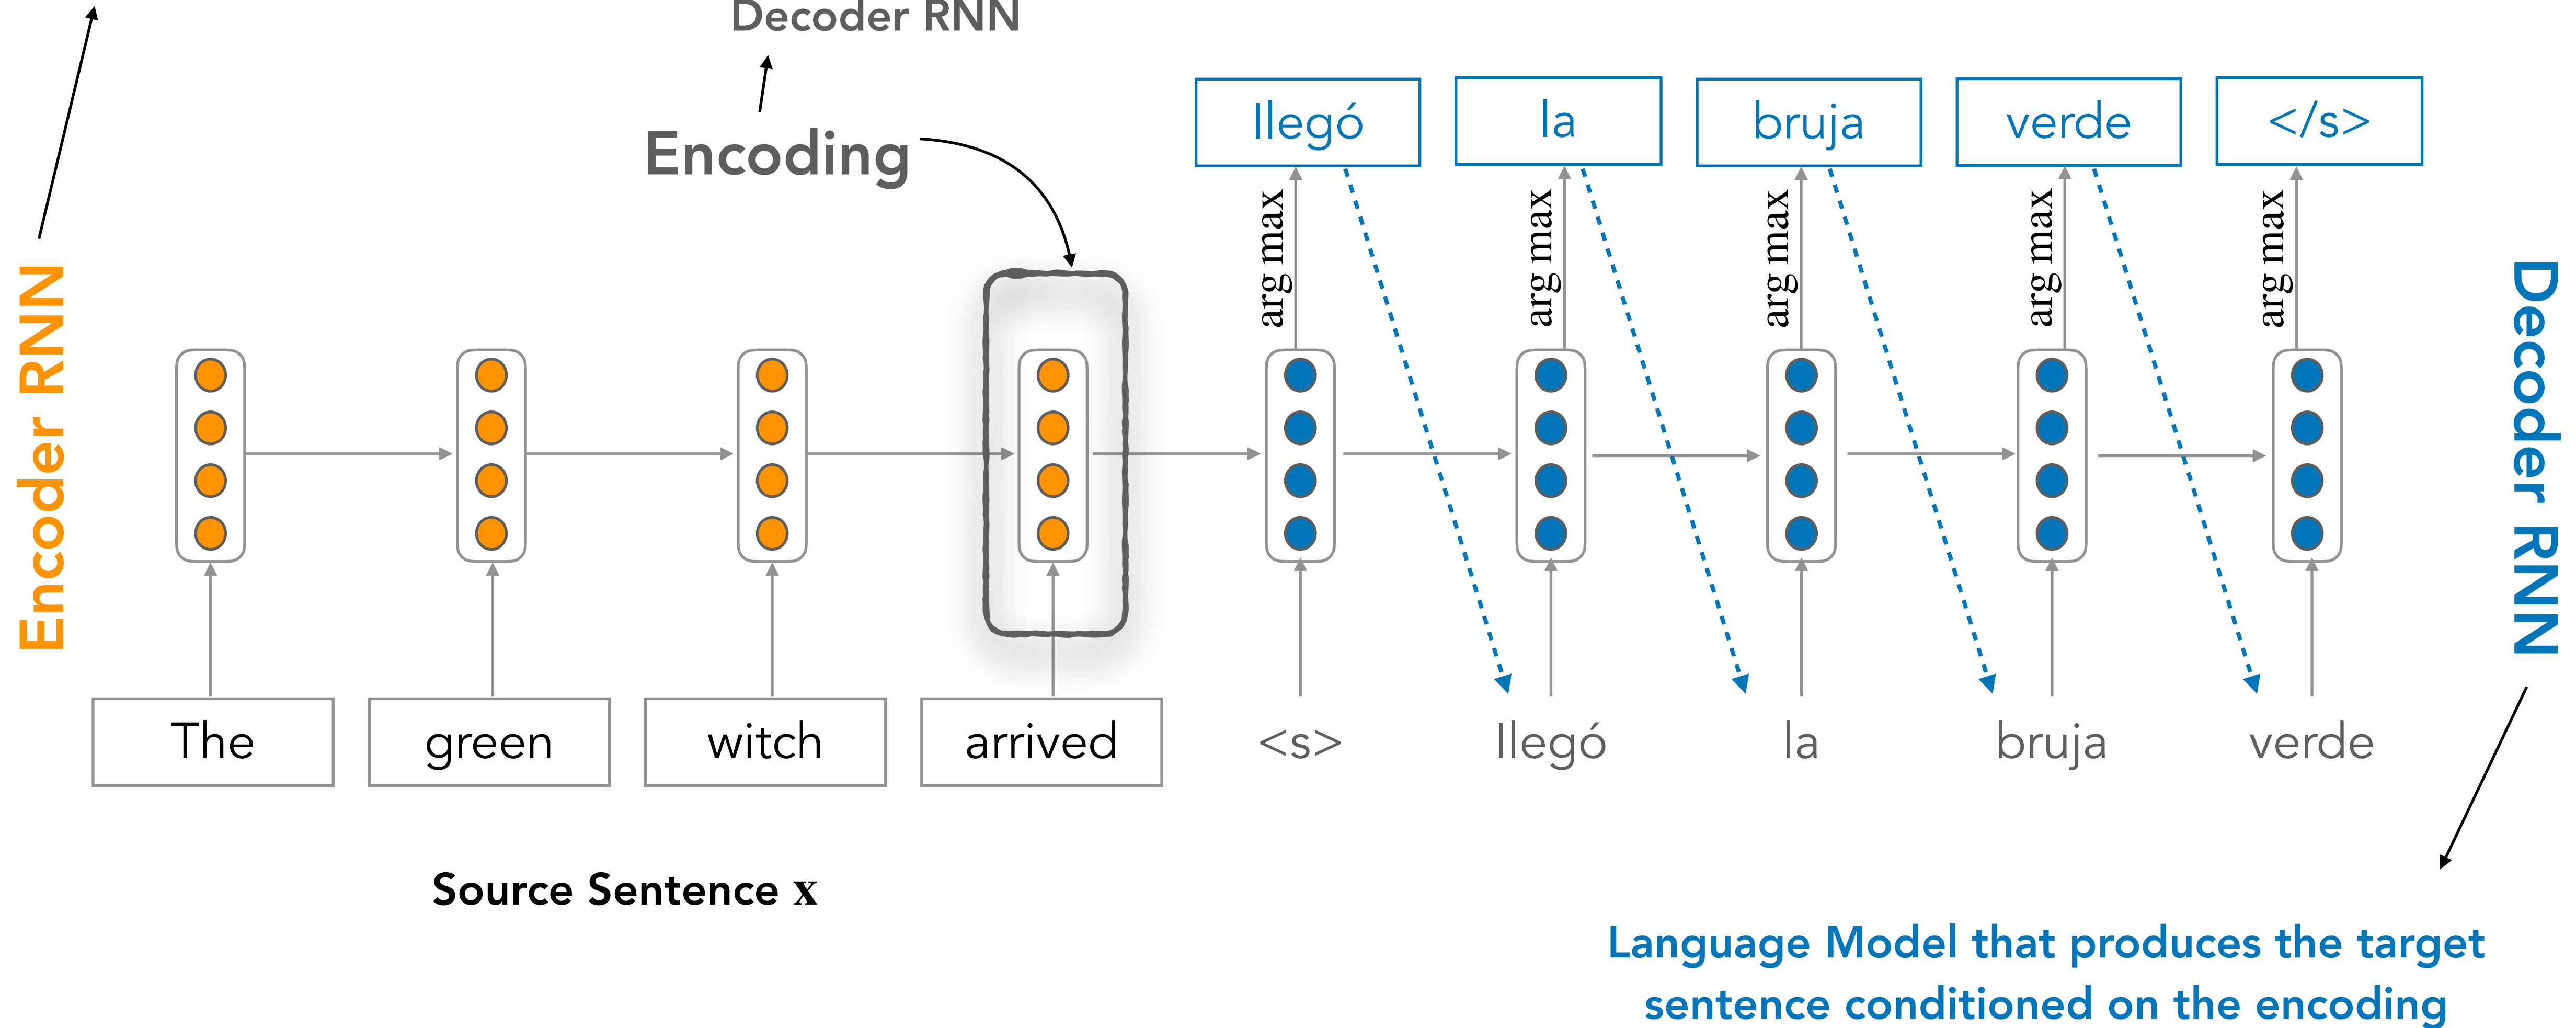 Decoder RNN
Encoding
llegó la bruja verde </s>
arg max arg max arg max arg max arg max
Encoder RNN
Decoder RNN
The green witch arrived <s> llegó la bruja verde
Source Sentence x
Language Model that produces the target
sentence conditioned on the encoding